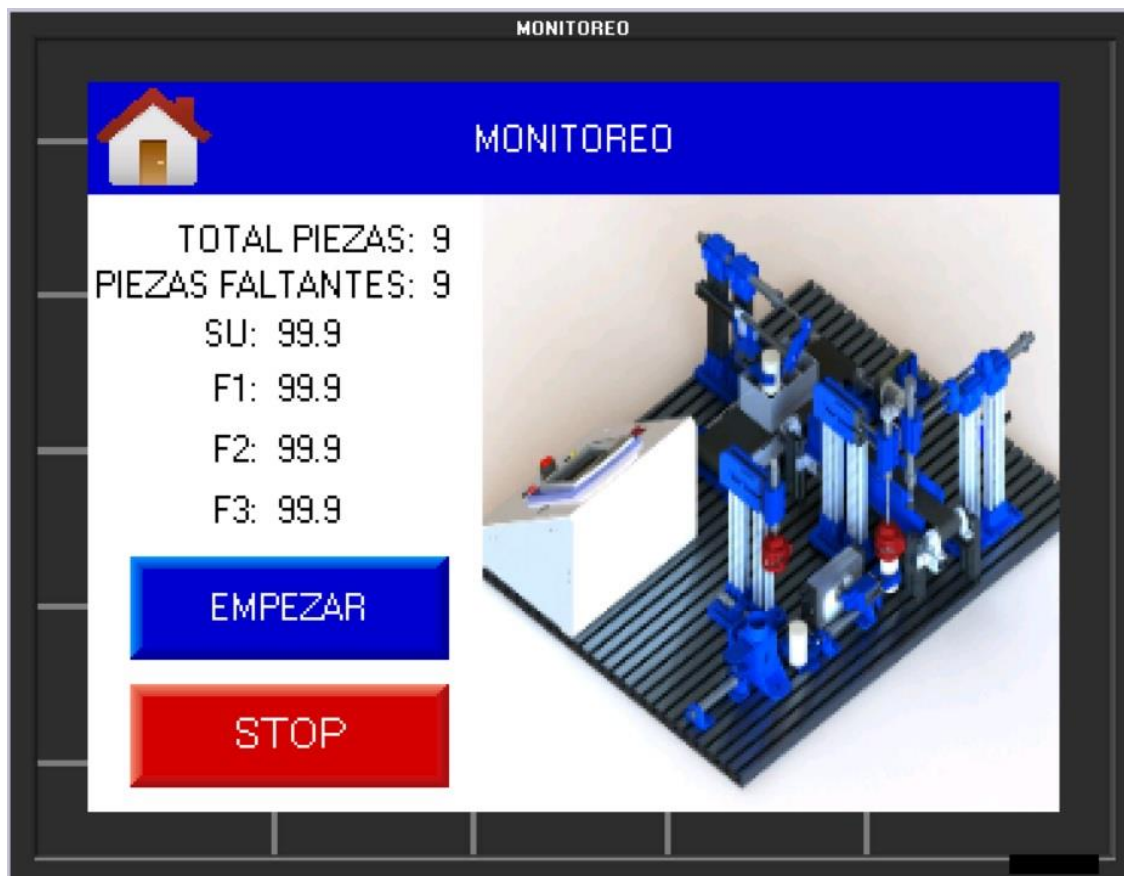 MONITOREO
MONITOREO
TOTAL PIEZAS: 9
PIEZAS FALTANTES: 9
SU: 99.9
F1: 99.9
F2: 99.9
F3: 99.9
EMPEZAR
STOP